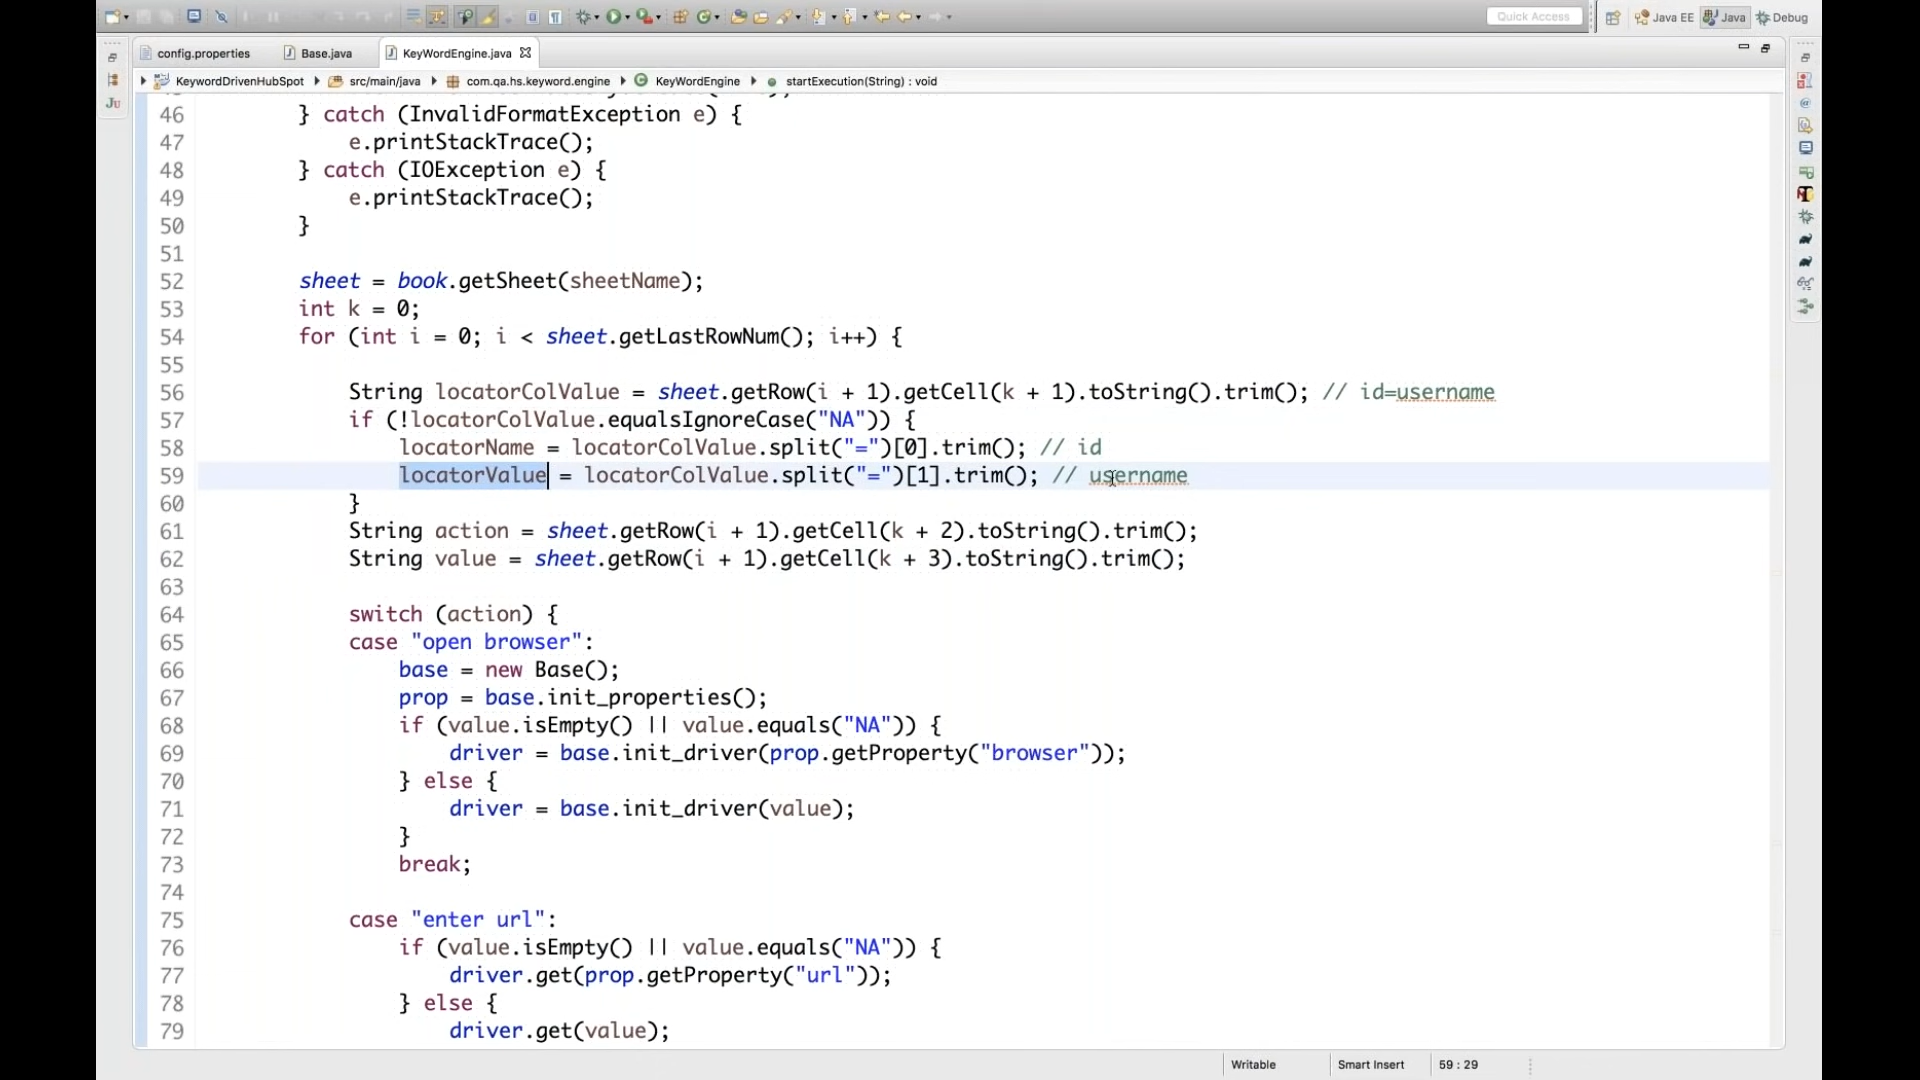 Quick Access
Java EE
Java
Debug
config.properties
Base.java
KeyWordEngine.java
KeywordDrivenHubSpot
src/main/java
com.qa.hs.keyword.engine
KeyWordEngine
startExecution(String) : void
46 } catch (InvalidFormatException e) {
47 e.printStackTrace();
48 } catch (IOException e) {
49 e.printStackTrace();
50 }
51
52 sheet = book.getSheet(sheetName);
53 int k = 0;
54 for (int i = 0; i < sheet.getLastRowNum(); i++) {
55
56 String locatorColValue = sheet.getRow(i + 1).getCell(k + 1).toString().trim(); // id=username
57 if (!locatorColValue.equalsIgnoreCase("NA")) {
58 locatorName = locatorColValue.split("=")[0].trim(); // id
59 locatorValue = locatorColValue.split("=")[1].trim(); // username
60 }
61 String action = sheet.getRow(i + 1).getCell(k + 2).toString().trim();
62 String value = sheet.getRow(i + 1).getCell(k + 3).toString().trim();
63
64 switch (action) {
65 case "open browser":
66 base = new Base();
67 prop = base.init_properties();
68 if (value.isEmpty() || value.equals("NA")) {
69 driver = base.init_driver(prop.getProperty("browser"));
70 } else {
71 driver = base.init_driver(value);
72 }
73 break;
74
75 case "enter url":
76 if (value.isEmpty() || value.equals("NA")) {
77 driver.get(prop.getProperty("url"));
78 } else {
79 driver.get(value);
Writable
Smart Insert
59 : 29